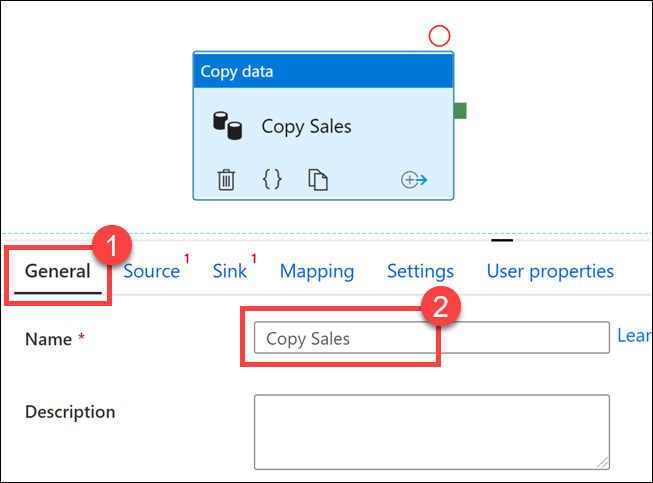 Copy data
Copy Sales
{}
1
General Source 1 Sink 1 Mapping Settings User properties
2
Name * Copy Sales Lear
Description